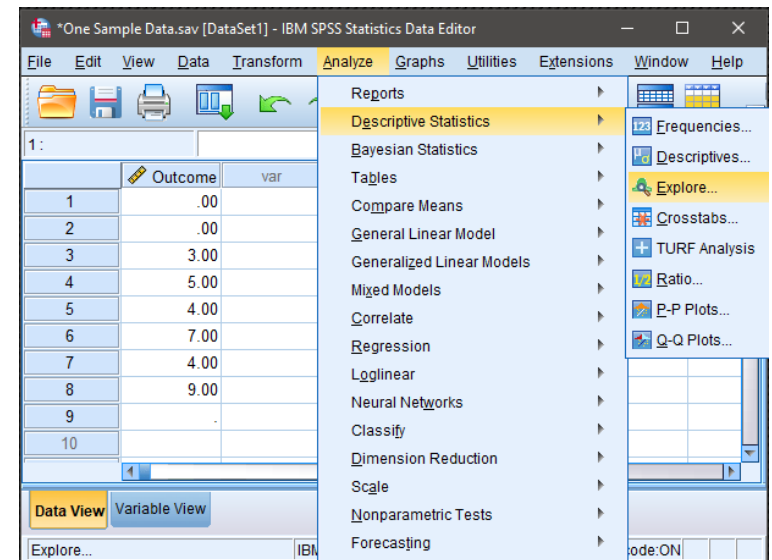 *One Sample Data.sav [DataSet1] - IBM SPSS Statistics Data Editor
File Edit View Data Transform Analyze Graphs Utilities Extensions Window Help
1 :
Outcome var
1 .00
2 .00
3 3.00
4 5.00
5 4.00
6 7.00
7 4.00
8 9.00
9 .
10
Reports
Descriptive Statistics
Bayesian Statistics
Tables
Compare Means
General Linear Model
Generalized Linear Models
Mixed Models
Correlate
Regression
Loglinear
Neural Networks
Classify
Dimension Reduction
Scale
Nonparametric Tests
Forecasting
123 Frequencies...
Descriptives...
Explore...
Crosstabs...
TURF Analysis
1/2 Ratio...
P-P Plots...
Q-Q Plots...
Data View Variable View
Explore... IBM ode:ON